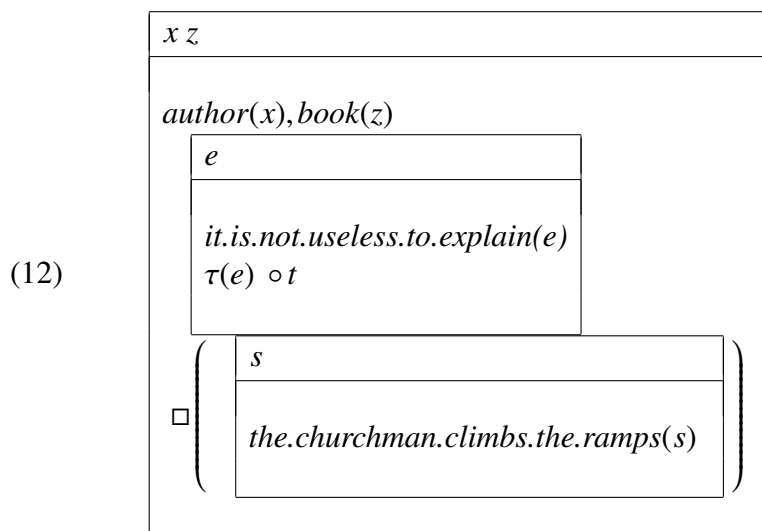 x z
author(x),book(z)
e
it.is.not.useless.to.explain(e)
τ(e) ∘ t
(12)
s
□( the.churchman.climbs.the.ramps(s) )